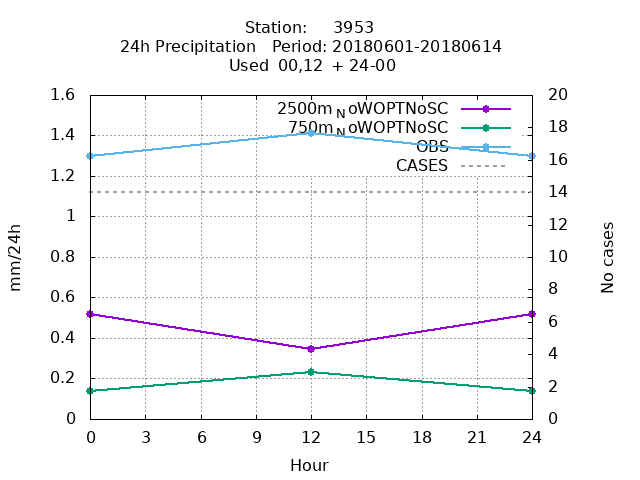 Station: 3953
24h Precipitation Period: 20180601-20180614
Used 00,12 + 24-00
2500m_NoWOPTNoSC
750m_NoWOPTNoSC
OBS
CASES
1.6
1.4
1.2
1
0.8
0.6
0.4
0.2
0
20
18
16
14
12
10
8
6
4
2
0
mm/24h
No cases
0 3 6 9 12 15 18 21 24
Hour